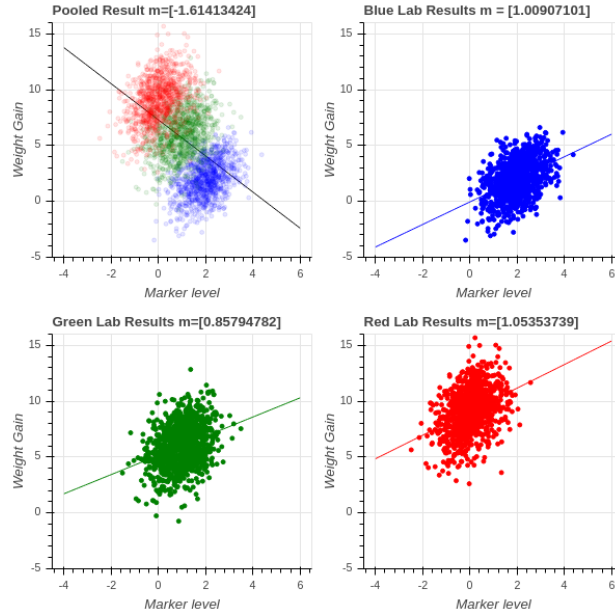 Pooled Result m=[-1.61413424]
Blue Lab Results m = [1.00907101]
15
10
5
0
-5
Weight Gain
-4 -2 0 2 4 6
Marker level
15
10
5
0
-5
Weight Gain
-4 -2 0 2 4 6
Marker level
Green Lab Results m=[0.85794782]
Red Lab Results m=[1.05353739]
15
10
5
0
-5
Weight Gain
-4 -2 0 2 4 6
Marker level
15
10
5
0
-5
Weight Gain
-4 -2 0 2 4 6
Marker level